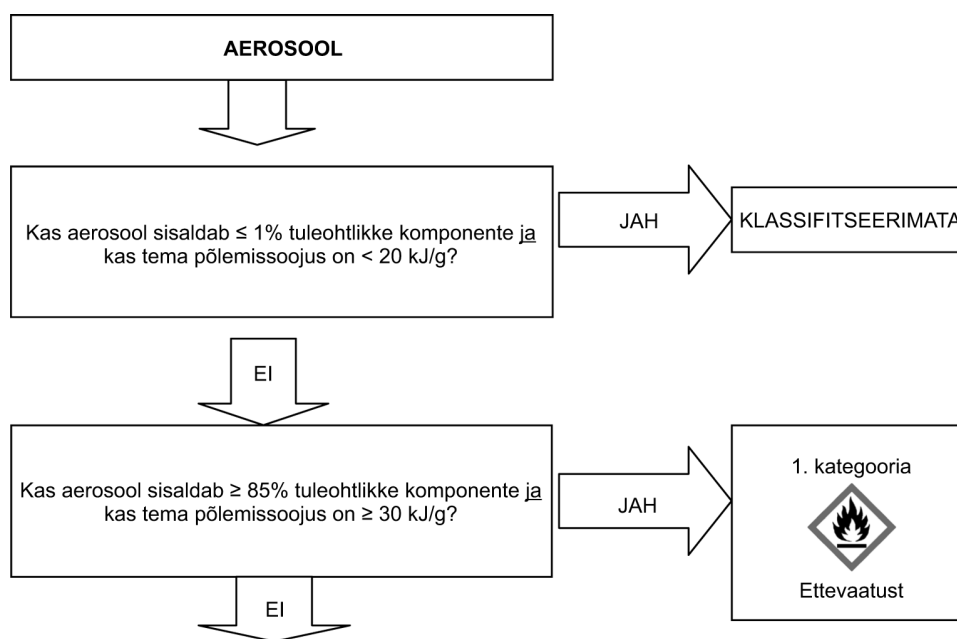 AEROSOOL
Kas aerosool sisaldab ≤ 1% tuleohtlikke komponente ja
kas tema põlemissoojus on < 20 kJ/g?
JAH
KLASSIFITSEERIMATA
EI
Kas aerosool sisaldab ≥ 85% tuleohtlikke komponente ja
kas tema põlemissoojus on ≥ 30 kJ/g?
JAH
1. kategooria
Ettevaatust
EI